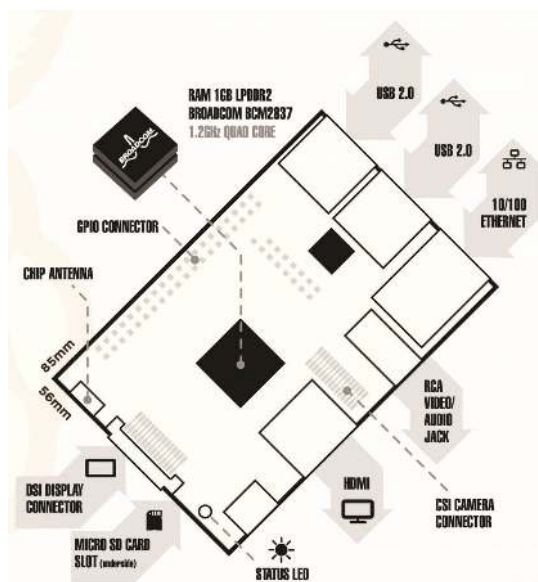 RAM 1GB LPDDR2
BROADCOM BCM2837
1.2GHz QUAD CORE
USB 2.0
USB 2.0
BROADCOM
10/100
ETHERNET
GPIO CONNECTOR
CHIP ANTENNA
85mm
56mm
RCA
VIDEO/
AUDIO
JACK
DSI DISPLAY
CONNECTOR
HDMI
CSI CAMERA
CONNECTOR
MICRO SD CARD
SLOT (underside)
STATUS LED